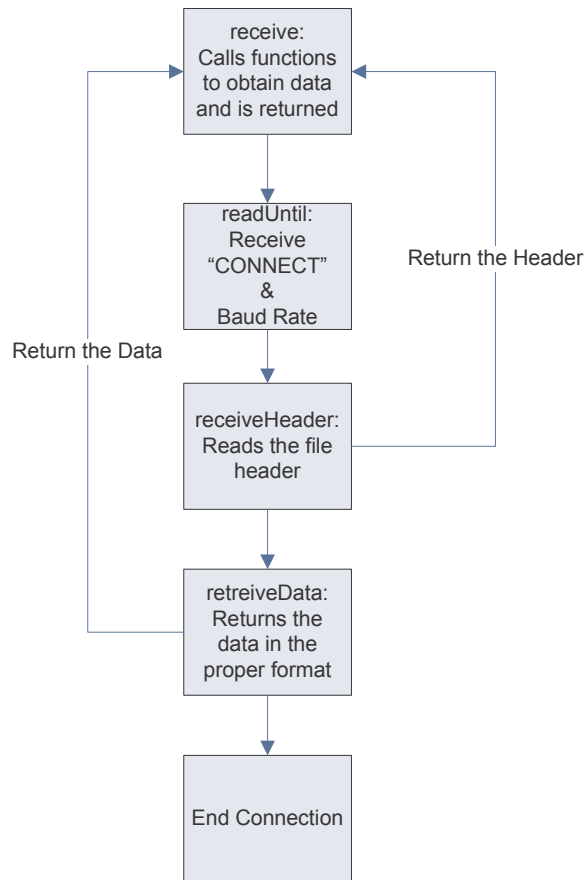 receive:
Calls functions
to obtain data
and is returned
readUntil:
Receive
“CONNECT”
&
Baud Rate
Return the Header
Return the Data
receiveHeader:
Reads the file
header
retreiveData:
Returns the
data in the
proper format
End Connection